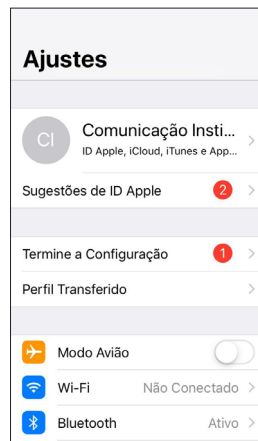 Ajustes
CI
Comunicação Insti...
ID Apple, iCloud, iTunes e App...
Sugestões de ID Apple 2
Termine a Configuração 1
Perfil Transferido
Modo Avião
Wi-Fi Não Conectado
Bluetooth Ativo